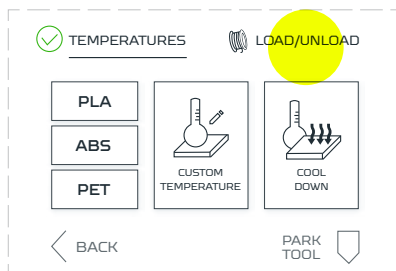 TEMPERATURES
LOAD/UNLOAD
PLA
ABS
PET
CUSTOM
TEMPERATURE
COOL
DOWN
BACK
PARK
TOOL